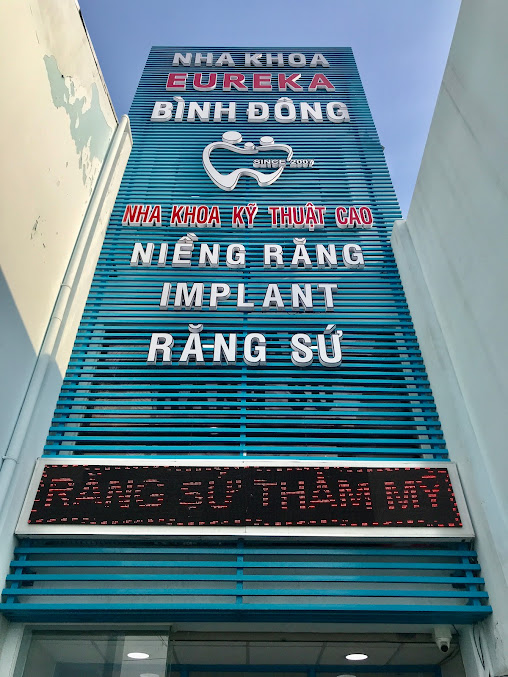 NHA KHOA
EUREKA
BÌNH ĐÔNG
SINCE 2007
NHA KHOA KỸ THUẬT CAO
NIỀNG RĂNG
IMPLANT
RĂNG SỨ
RĂNG SỨ THẨM MỸ